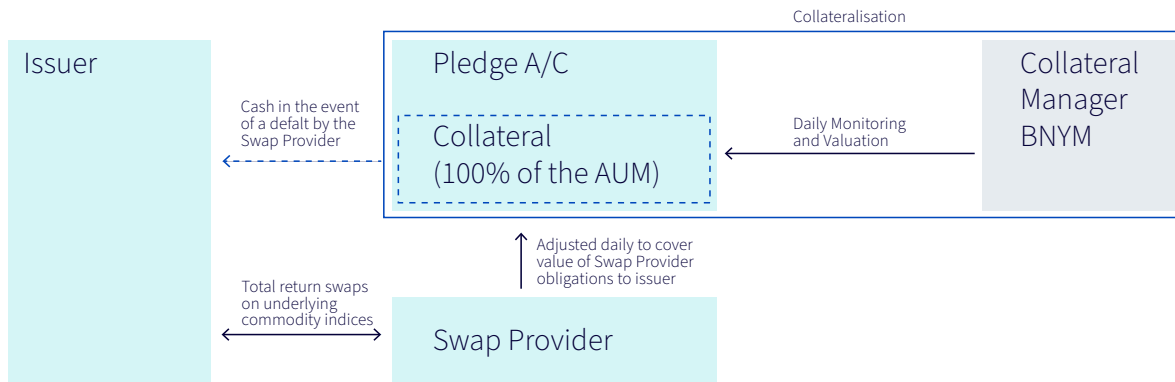 Collateralisation
Issuer
Pledge A/C
Collateral
Manager
BNYM
Cash in the event
of a defalt by the
Swap Provider
Collateral
(100% of the AUM)
Daily Monitoring
and Valuation
Adjusted daily to cover
value of Swap Provider
obligations to issuer
Total return swaps
on underlying
commodity indices
Swap Provider